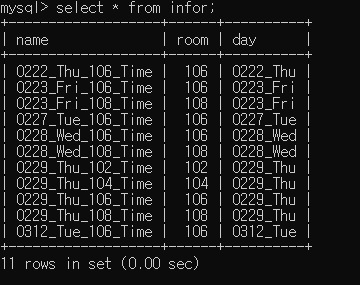 mysql> select * from infor;
+-------------------+------+----------+
| name              | room | day      |
+-------------------+------+----------+
| 0222_Thu_106_Time |  106 | 0222_Thu |
| 0223_Fri_106_Time |  106 | 0223_Fri |
| 0223_Fri_108_Time |  108 | 0223_Fri |
| 0227_Tue_106_Time |  106 | 0227_Tue |
| 0228_Wed_106_Time |  106 | 0228_Wed |
| 0228_Wed_108_Time |  108 | 0228_Wed |
| 0229_Thu_102_Time |  102 | 0229_Thu |
| 0229_Thu_104_Time |  104 | 0229_Thu |
| 0229_Thu_106_Time |  106 | 0229_Thu |
| 0229_Thu_108_Time |  108 | 0229_Thu |
| 0312_Tue_106_Time |  106 | 0312_Tue |
+-------------------+------+----------+
11 rows in set (0.00 sec)